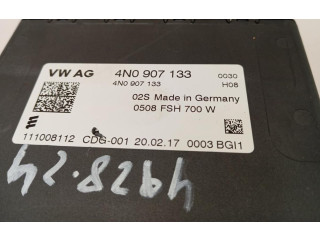 VW AG 4N0 907 133 0030
4N0 907 133 H08
02S Made in Germany
0508 FSH 700 W
111008112 CDG-001 20.02.17 0003 BGI1